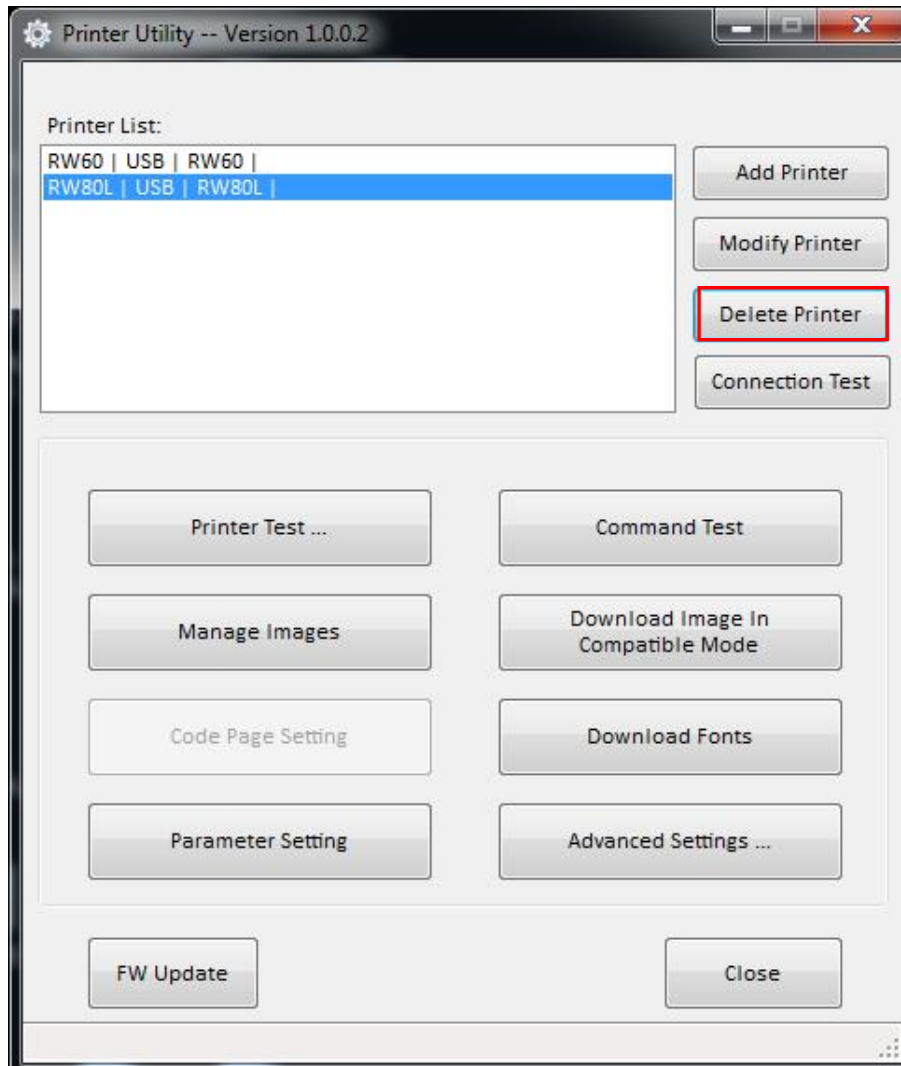 Printer Utility -- Version 1.0.0.2
Printer List:
RW60 | USB | RW60 |
RW80L | USB | RW80L |
Add Printer
Modify Printer
Delete Printer
Connection Test
Printer Test ...
Command Test
Manage Images
Download Image In
Compatible Mode
Code Page Setting
Download Fonts
Parameter Setting
Advanced Settings ...
FW Update
Close